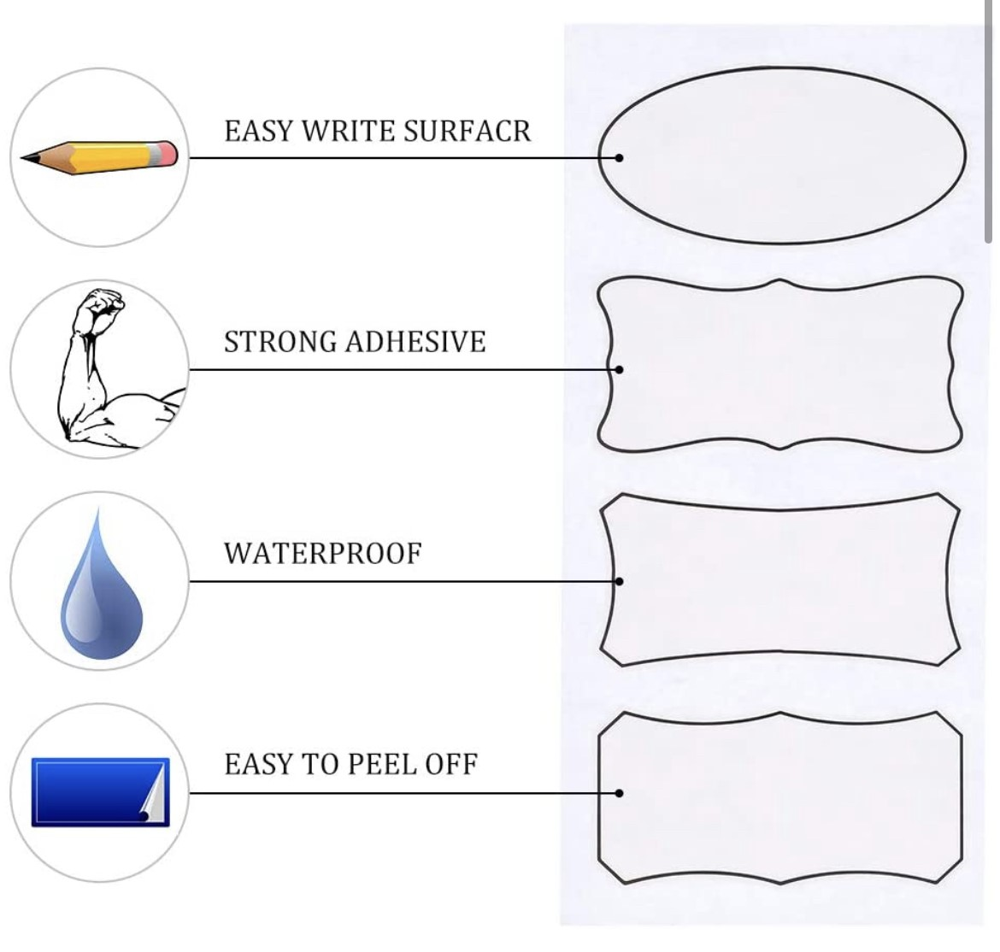 EASY WRITE SURFACR
STRONG ADHESIVE
WATERPROOF
EASY TO PEEL OFF